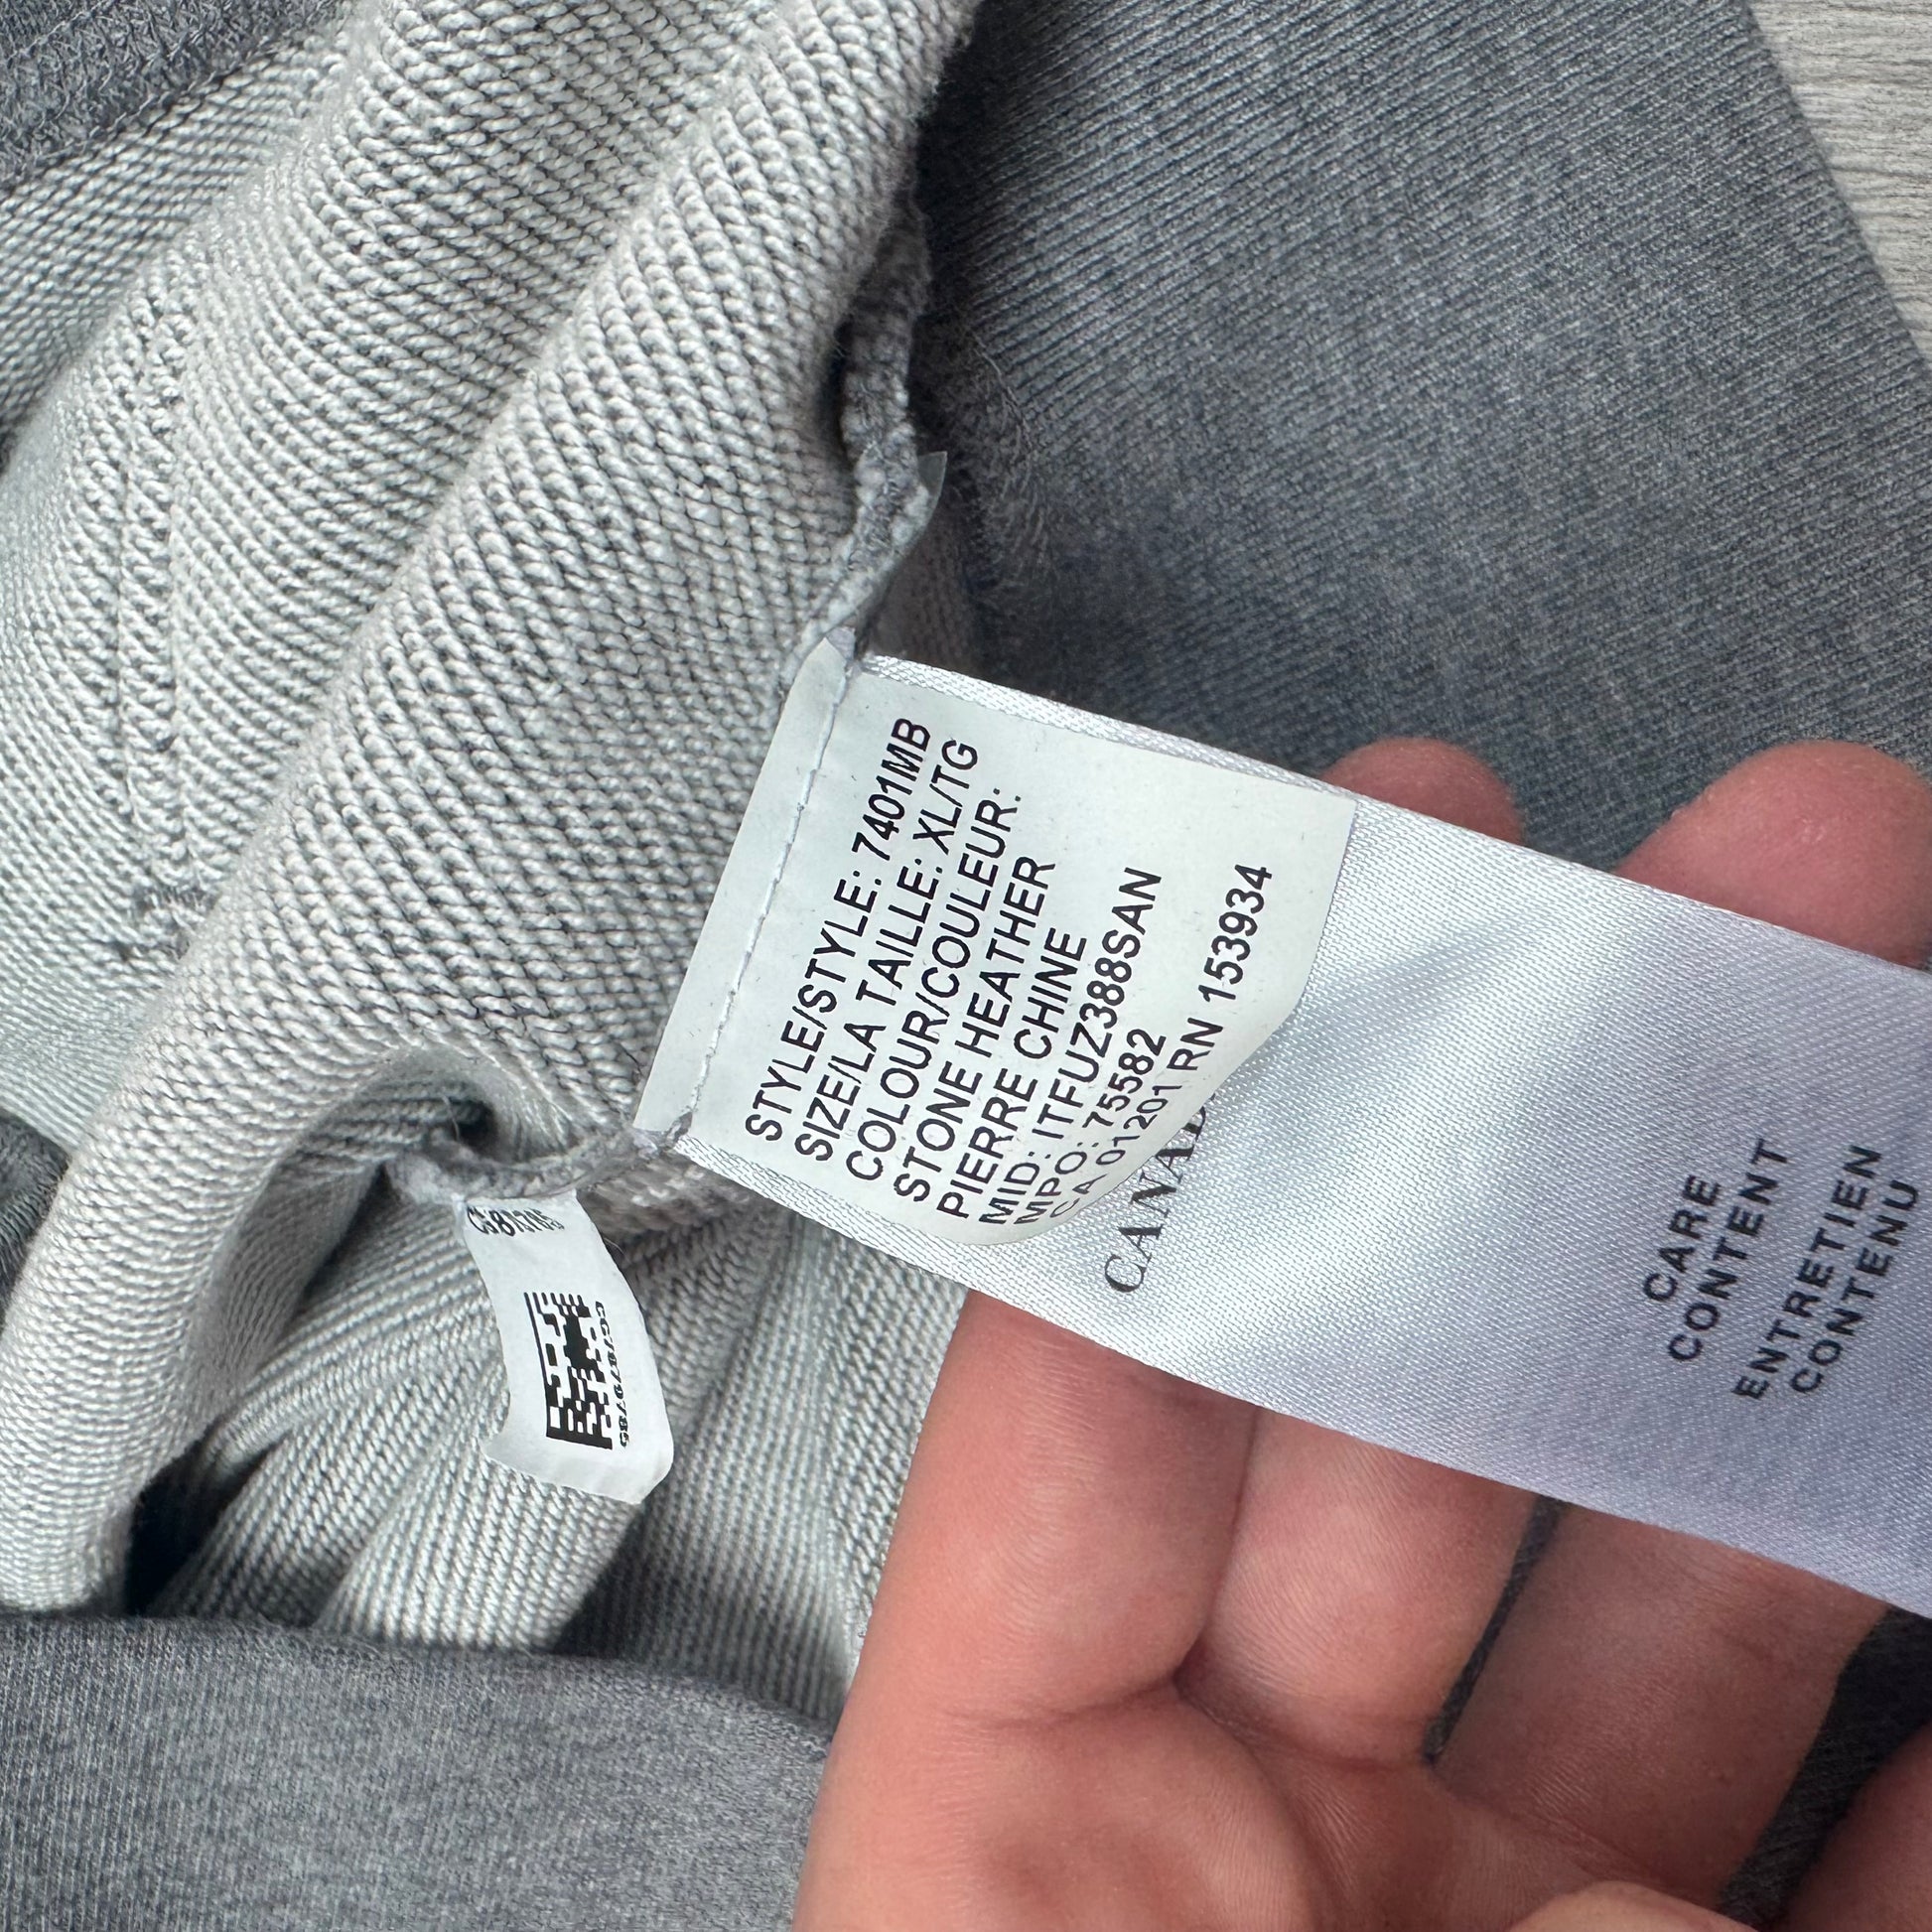 STYLE/STYLE: 7401MB
SIZE/LA TAILLE: XL/TG
COLOUR/COULEUR:
STONE HEATHER
PIERRE CHINE
MID: ITFUZ388SAN
MPO: 75582
CA 01201 RN 153934
CARE
CONTENT
ENTRETIEN
CONTENU